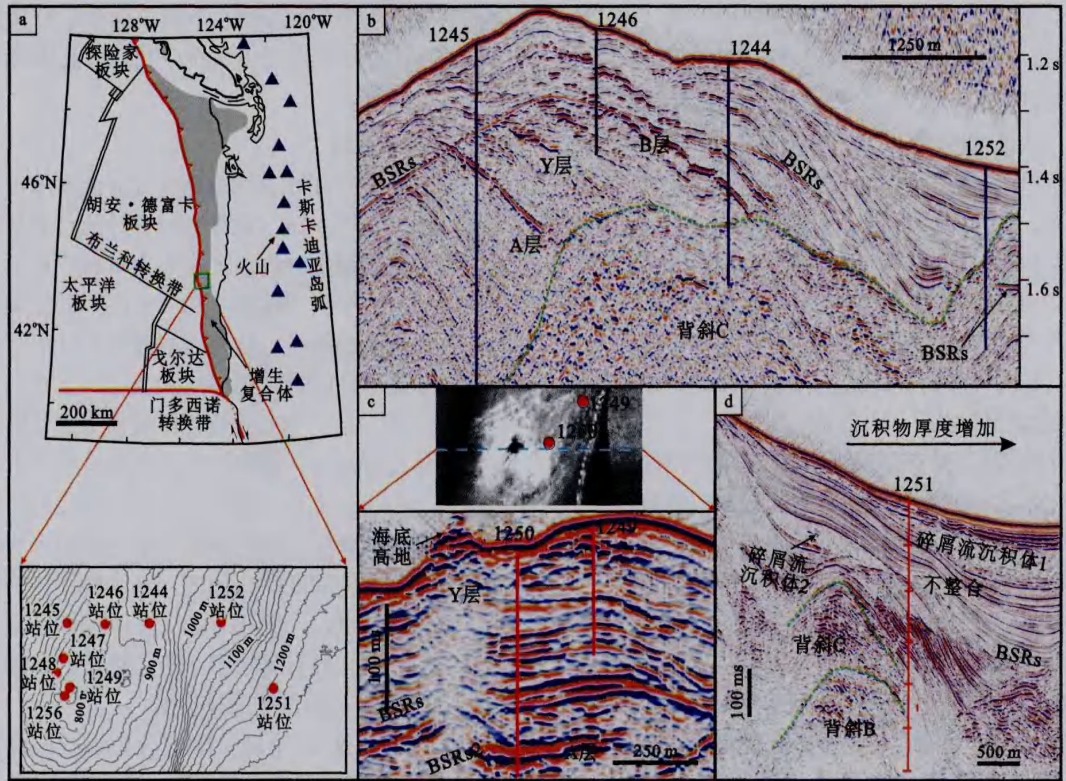 a
128°W
124°W
120°W
探险家
板块
46°N
胡安·德富卡
板块
卡斯卡迪亚岛弧
火山
布兰科转换带
太平洋
板块
42°N
戈尔达
板块
增生
复合体
200 km
门多西诺
转换带
1245
站位
1246
站位
1244
站位
1252
站位
1247
站位
1248
站位
1249
站位
1256
站位
1251
站位
800 m
900 m
1000 m
1100 m
1200 m
b
1245
1246
1244
1252
1250 m
1.2 s
1.4 s
1.6 s
BSRs
Y层
B层
BSRs
A层
背斜C
BSRs
c
1249
1250
海底
高地
1249
Y层
100 ms
BSRs
BSRs2
A层
250 m
d
沉积物厚度增加
1251
碎屑流沉积体1
碎屑流
沉积体2
不整合
背斜C
BSRs
背斜B
100 ms
500 m